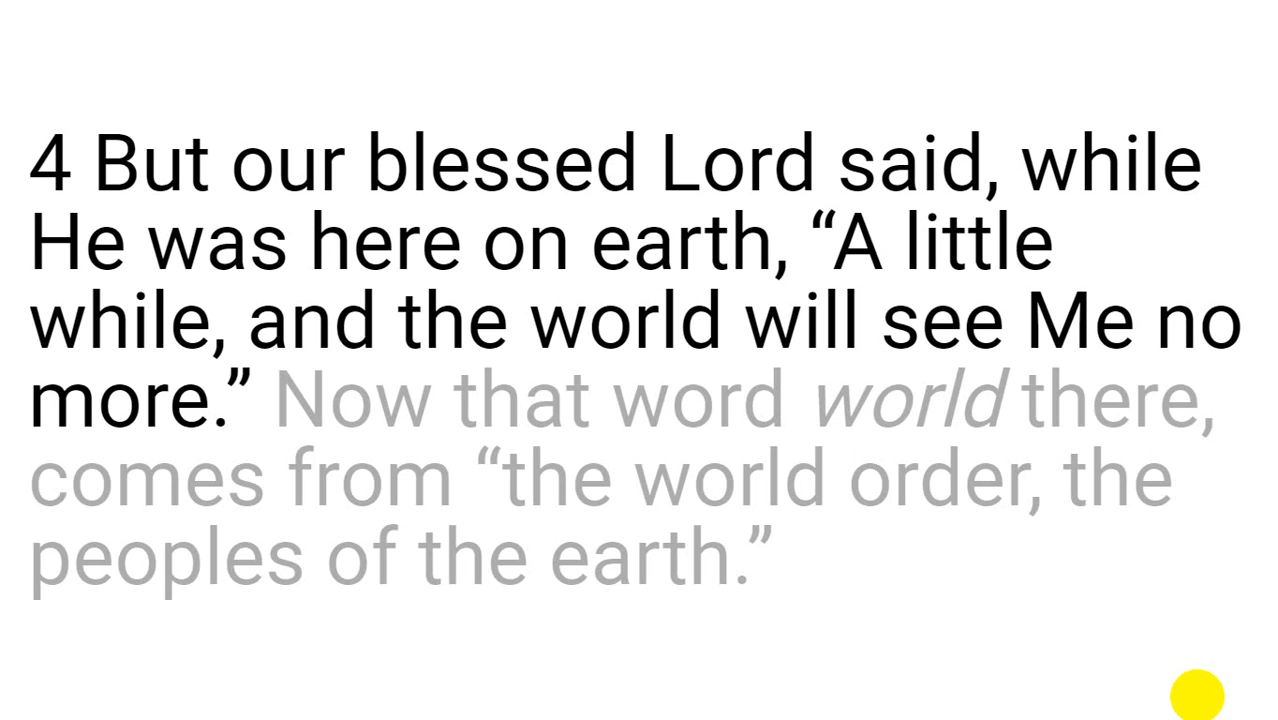 4 But our blessed Lord said, while
He was here on earth, “A little
while, and the world will see Me no
more.” Now that word world there,
comes from “the world order, the
peoples of the earth.”